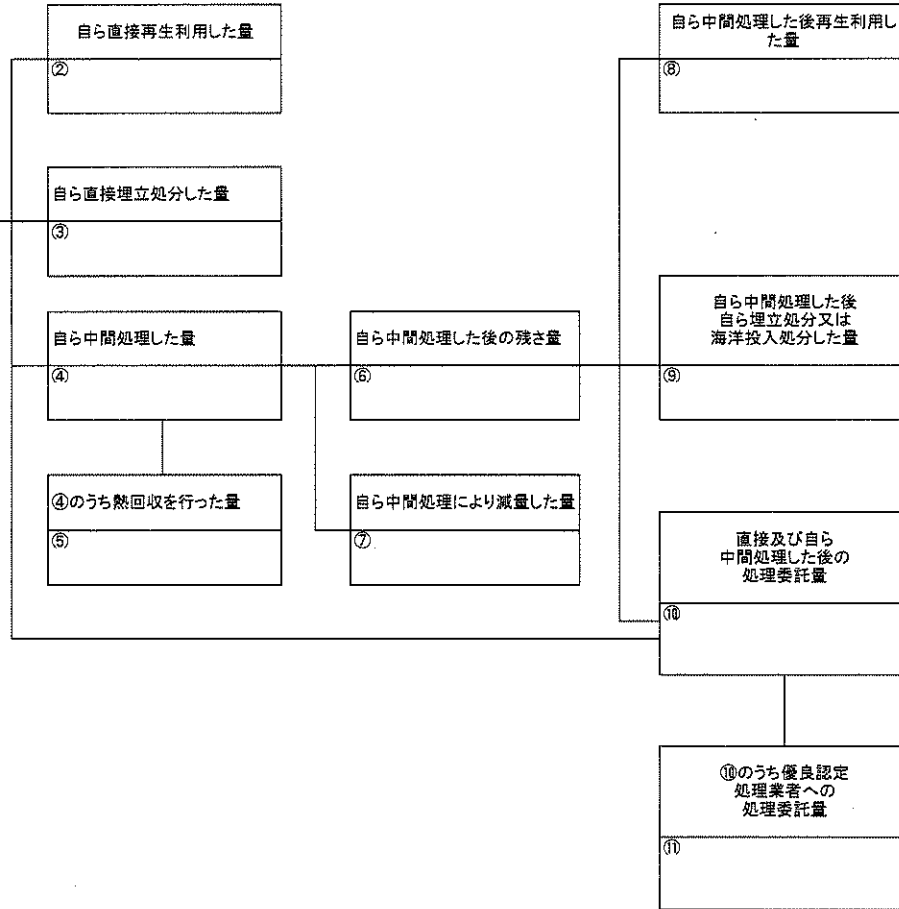 自ら直接再生利用した量
②
自ら中間処理した後再生利用し
た量
⑧
自ら直接埋立処分した量
③
自ら中間処理した量
④
自ら中間処理した後の残さ量
⑥
自ら中間処理した後
自ら埋立処分又は
海洋投入処分した量
⑨
④のうち熱回収を行った量
⑤
自ら中間処理により減量した量
⑦
直接及び自ら
中間処理した後の
処理委託量
⑩
⑩のうち優良認定
処理業者への
処理委託量
⑪